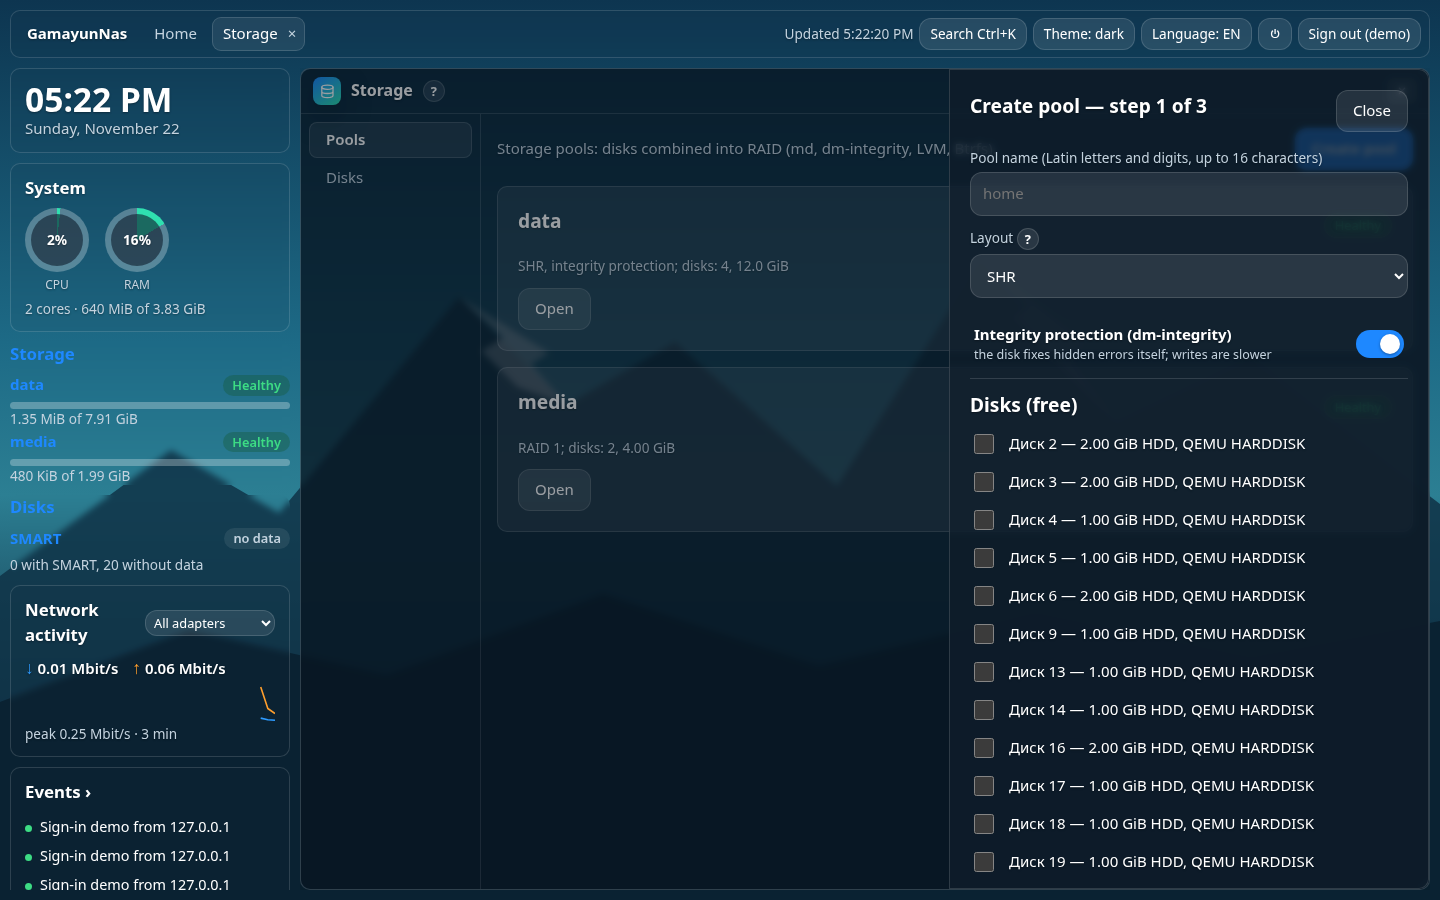 GamayunNas
Home
Storage ×
Updated 5:22:20 PM
Search Ctrl+K
Theme: dark
Language: EN
Sign out (demo)
05:22 PM
Sunday, November 22
System
2%
16%
CPU
RAM
2 cores · 640 MiB of 3.83 GiB
Storage
data
Healthy
1.35 MiB of 7.91 GiB
media
Healthy
480 KiB of 1.99 GiB
Disks
SMART
no data
0 with SMART, 20 without data
Network
activity
All adapters
↓ 0.01 Mbit/s ↑ 0.06 Mbit/s
peak 0.25 Mbit/s · 3 min
Events ›
Sign-in demo from 127.0.0.1
Sign-in demo from 127.0.0.1
Sign-in demo from 127.0.0.1
Storage ?
Pools
Disks
Storage pools: disks combined into RAID (md, dm-integrity, LVM,
data
SHR, integrity protection; disks: 4, 12.0 GiB
Open
media
RAID 1; disks: 2, 4.00 GiB
Open
Create pool — step 1 of 3
Close
Pool name (Latin letters and digits, up to 16 characters)
home
Layout ?
SHR
Integrity protection (dm-integrity)
the disk fixes hidden errors itself; writes are slower
Disks (free)
Диск 2 — 2.00 GiB HDD, QEMU HARDDISK
Диск 3 — 2.00 GiB HDD, QEMU HARDDISK
Диск 4 — 1.00 GiB HDD, QEMU HARDDISK
Диск 5 — 1.00 GiB HDD, QEMU HARDDISK
Диск 6 — 2.00 GiB HDD, QEMU HARDDISK
Диск 9 — 1.00 GiB HDD, QEMU HARDDISK
Диск 13 — 1.00 GiB HDD, QEMU HARDDISK
Диск 14 — 1.00 GiB HDD, QEMU HARDDISK
Диск 16 — 2.00 GiB HDD, QEMU HARDDISK
Диск 17 — 1.00 GiB HDD, QEMU HARDDISK
Диск 18 — 1.00 GiB HDD, QEMU HARDDISK
Диск 19 — 1.00 GiB HDD, QEMU HARDDISK